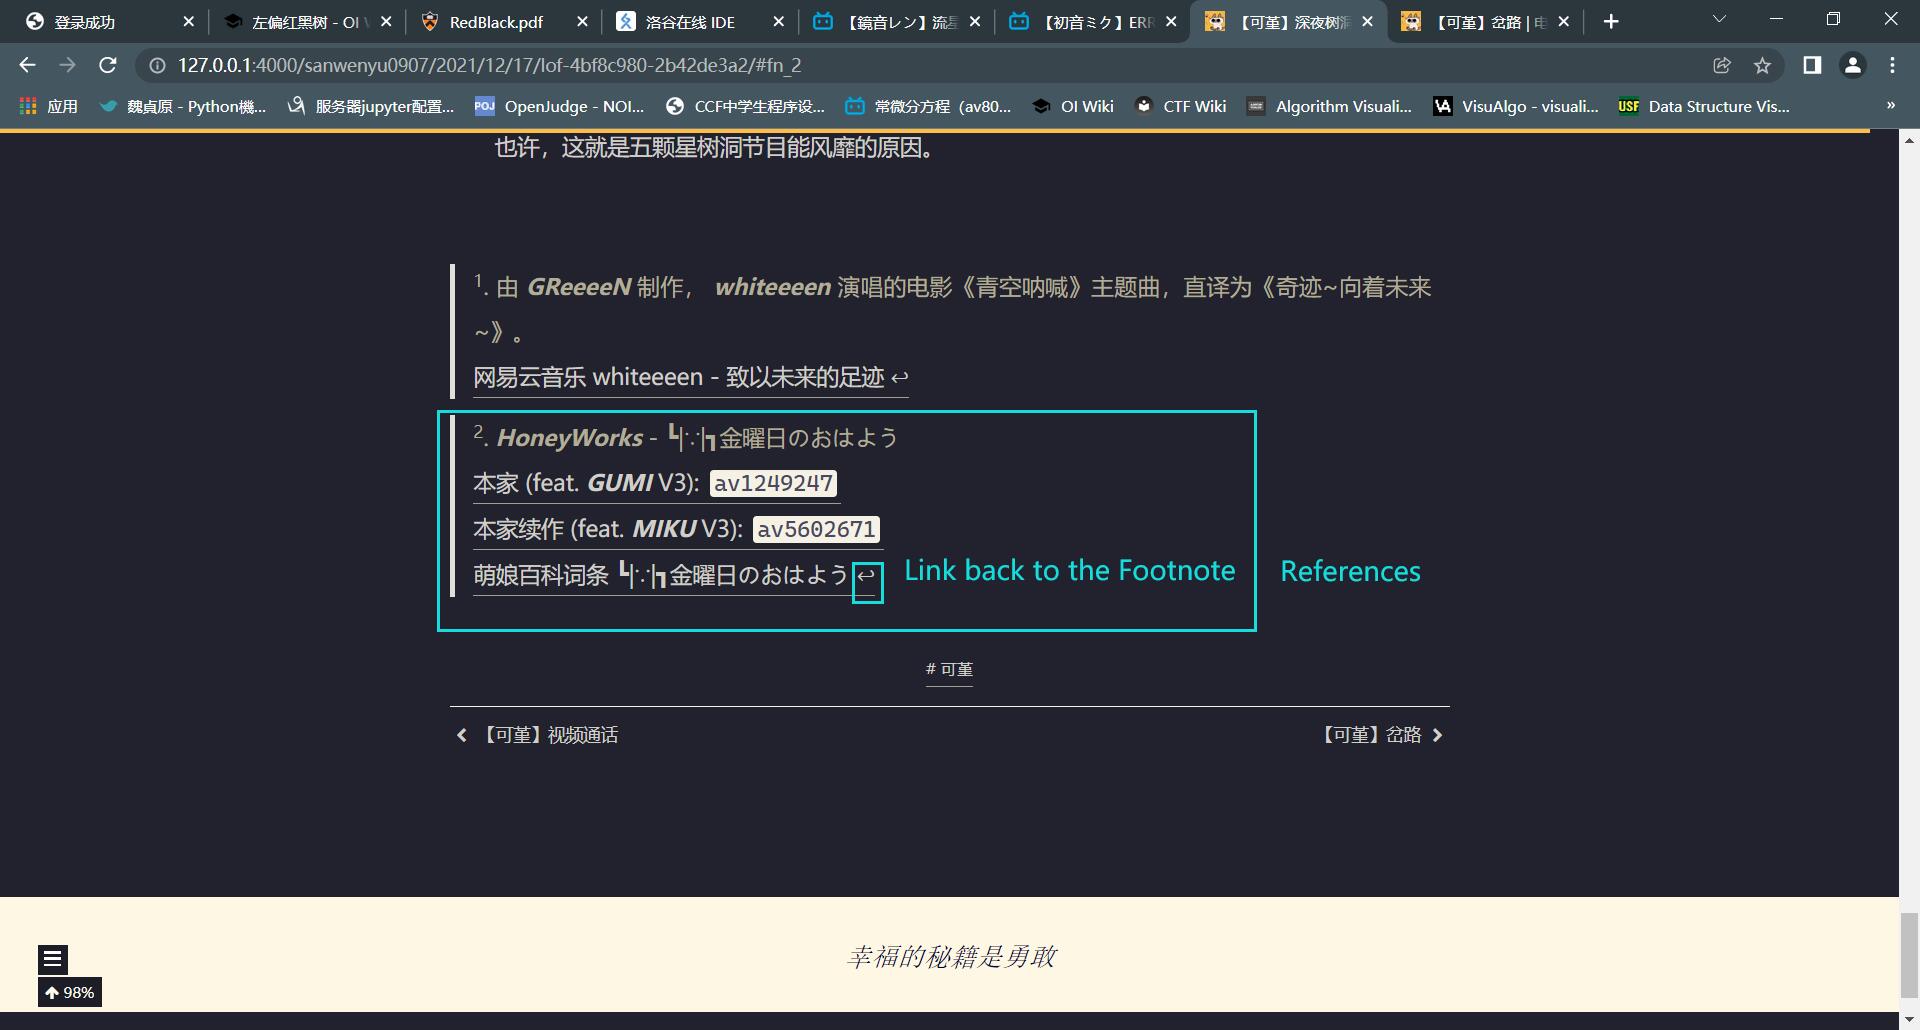 登录成功
左偏红黑树 - OI
RedBlack.pdf
洛谷在线 IDE
【鏡音レン】流星
【初音ミク】ERR
【可堇】深夜树洞
【可堇】岔路 | 电
127.0.0.1:4000/sanwenyu0907/2021/12/17/lof-4bf8c980-2b42de3a2/#fn_2
应用
魏贞原 - Python機...
服务器jupyter配置...
POJ
OpenJudge - NOI...
CCF中学生程序设...
常微分方程（av80...
OI Wiki
CTF Wiki
Algorithm Visuali...
VisuAlgo - visuali...
USF
Data Structure Vis...
»
也许，这就是五颗星树洞节目能风靡的原因。
1. 由 GReeeeN 制作， whiteeeen 演唱的电影《青空呐喊》主题曲，直译为《奇迹~向着未来
~》。
网易云音乐 whiteeeen - 致以未来的足迹 ↩
2. HoneyWorks - ┗|∵|┓金曜日のおはよう
本家 (feat. GUMI V3): av1249247
本家续作 (feat. MIKU V3): av5602671
萌娘百科词条 ┗|∵|┓金曜日のおはよう ↩
Link back to the Footnote
References
# 可堇
【可堇】视频通话
【可堇】岔路
幸福的秘籍是勇敢
98%